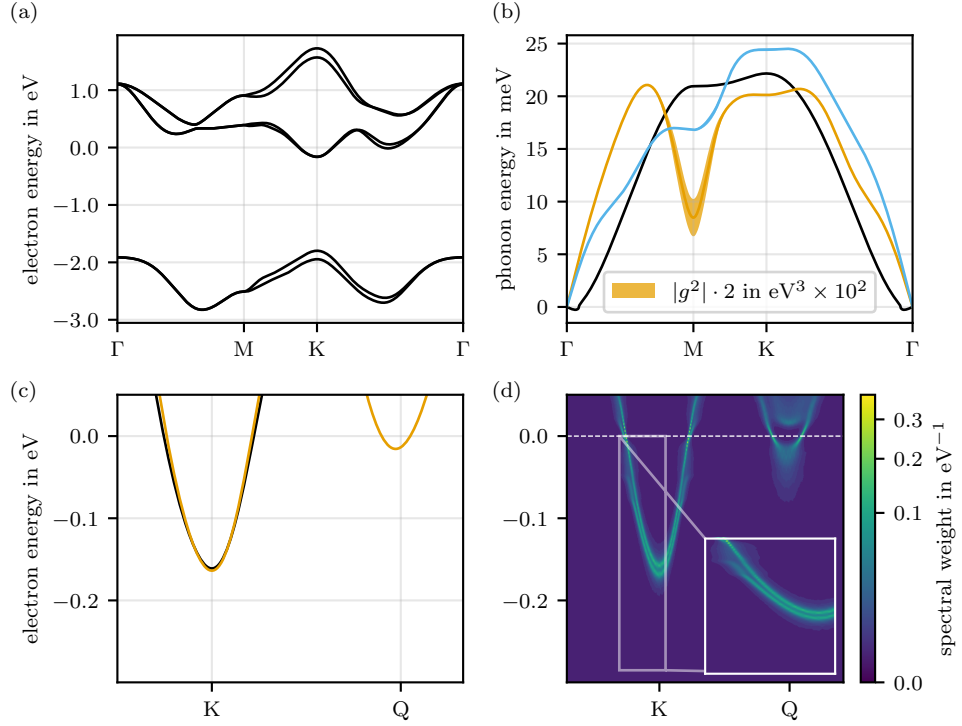 (a)
electron energy in eV
1.0
0.0
−1.0
−2.0
−3.0
Γ
M
K
Γ
(b)
phonon energy in meV
25
20
15
10
5
0
|g²| · 2 in eV³ × 10²
Γ
M
K
Γ
(c)
electron energy in eV
0.0
−0.1
−0.2
K
Q
(d)
0.0
−0.1
−0.2
K
Q
0.3
0.2
0.1
0.0
spectral weight in eV⁻¹